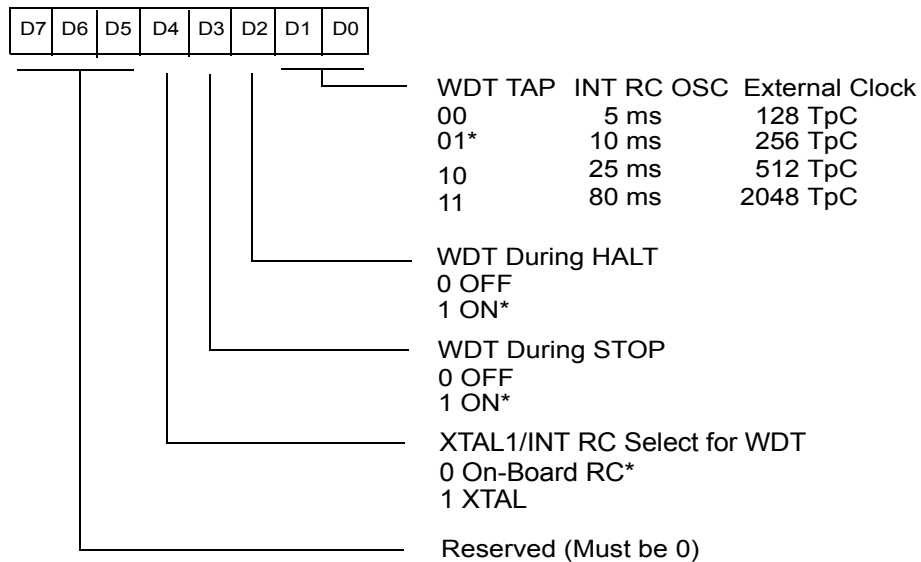 D7 D6 D5 D4 D3 D2 D1 D0
WDT TAP INT RC OSC External Clock
00 5 ms 128 TpC
01* 10 ms 256 TpC
10 25 ms 512 TpC
11 80 ms 2048 TpC
WDT During HALT
0 OFF
1 ON*
WDT During STOP
0 OFF
1 ON*
XTAL1/INT RC Select for WDT
0 On-Board RC*
1 XTAL
Reserved (Must be 0)